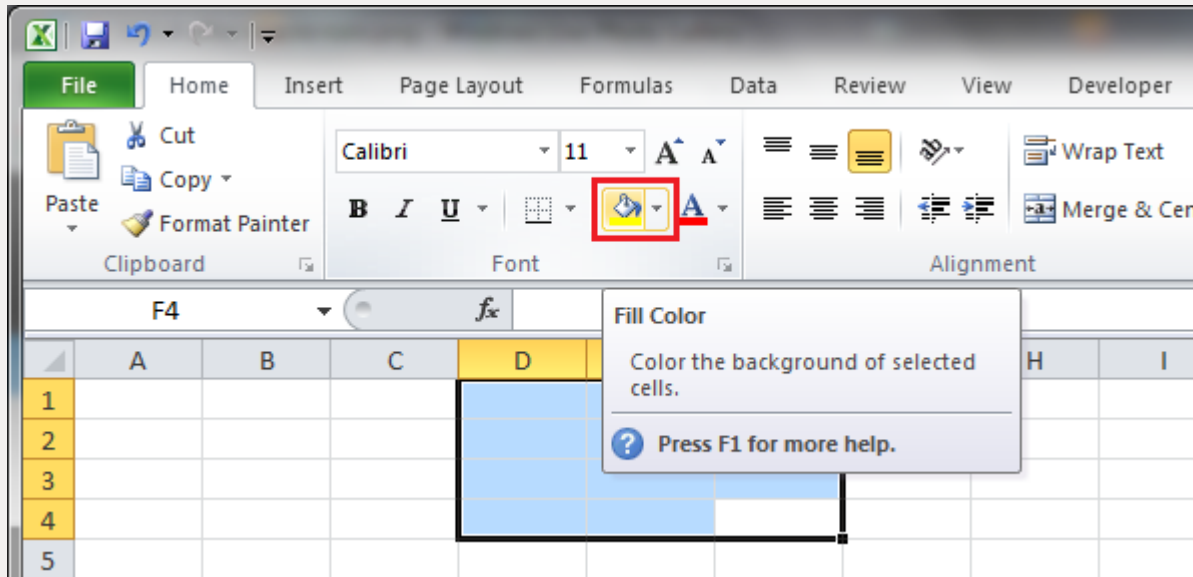 File Home Insert Page Layout Formulas Data Review View Developer
Cut
Copy
Paste
Format Painter
Clipboard
Calibri 11 A A
B I U A
Font
Wrap Text
Merge & Cen
Alignment
F4 fx
Fill Color
Color the background of selected
cells.
Press F1 for more help.
A B C D H I
1
2
3
4
5